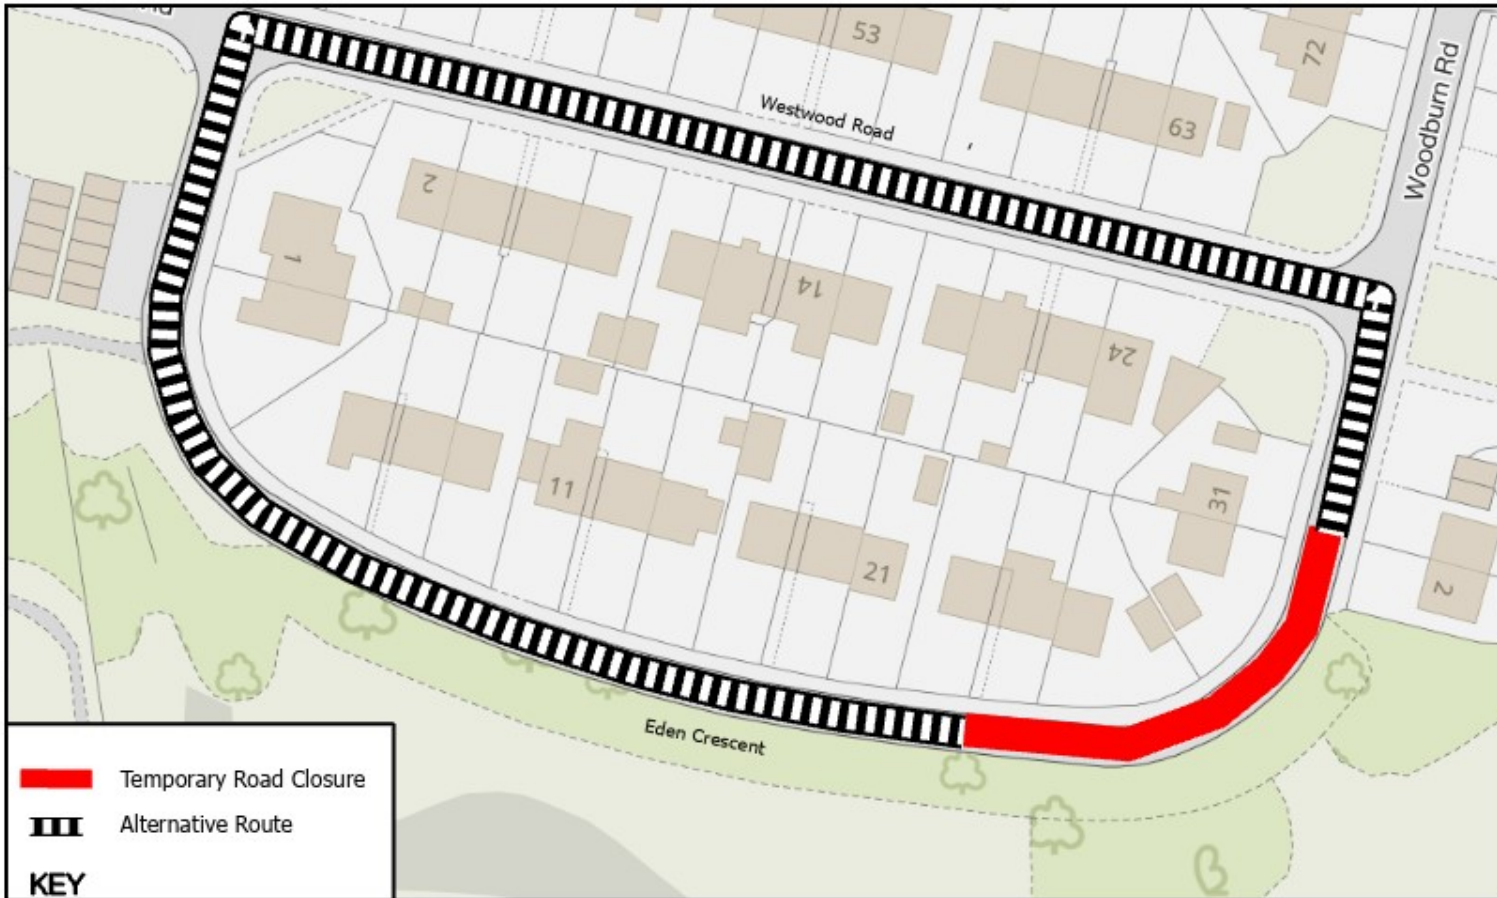 53
72
Woodburn Rd
Westwood Road
63
2
1
14
24
31
11
21
2
Eden Crescent
Temporary Road Closure
Alternative Route
KEY